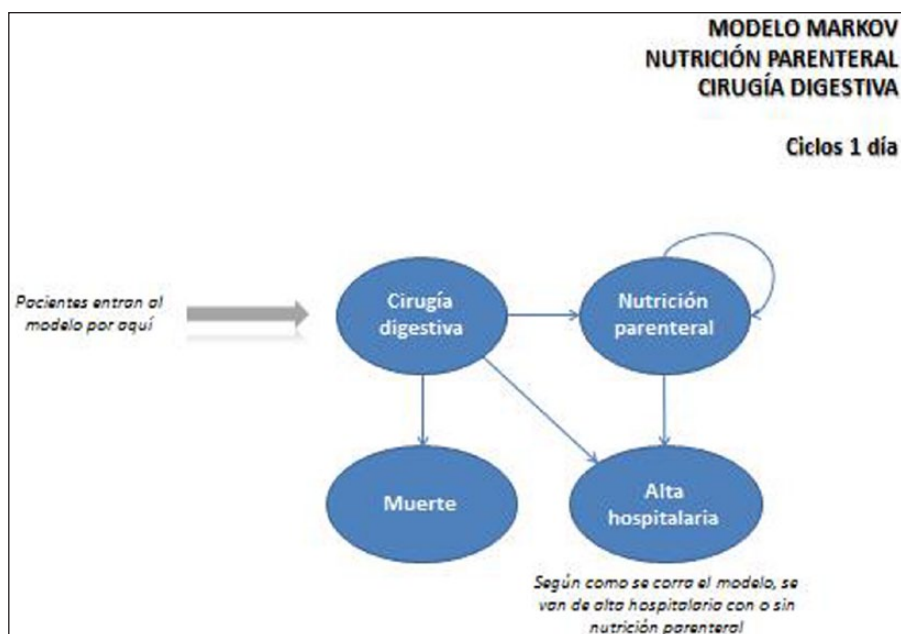 MODELO MARKOV
NUTRICIÓN PARENTERAL
CIRUGÍA DIGESTIVA
Ciclos 1 día
Pacientes entran al
modelo por aquí
Cirugía
digestiva
Nutrición
parenteral
Muerte
Alta
hospitalaria
Según como se corra el modelo, se
van de alta hospitalaria con o sin
nutrición parenteral